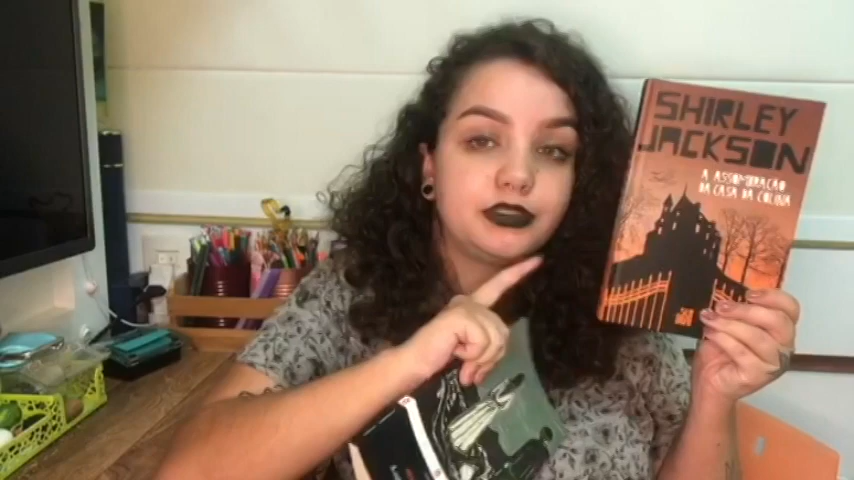 SHIRLEY
JACKSON
A ASSOMBRAÇÃO
DA CASA DA COLINA